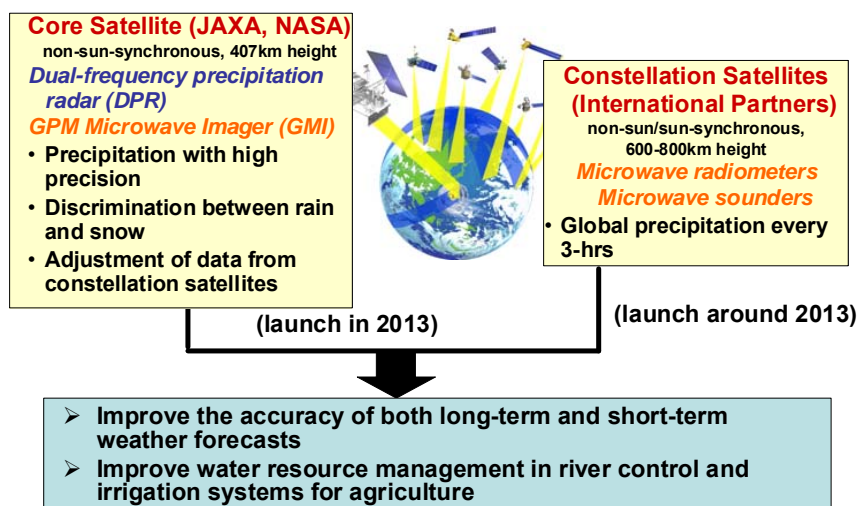 Core Satellite (JAXA, NASA)
non-sun-synchronous, 407km height
Dual-frequency precipitation
radar (DPR)
GPM Microwave Imager (GMI)
• Precipitation with high
precision
• Discrimination between rain
and snow
• Adjustment of data from
constellation satellites
Constellation Satellites
(International Partners)
non-sun/sun-synchronous,
600-800km height
Microwave radiometers
Microwave sounders
• Global precipitation every
3-hrs
(launch in 2013)
(launch around 2013)
➢ Improve the accuracy of both long-term and short-term
weather forecasts
➢ Improve water resource management in river control and
irrigation systems for agriculture